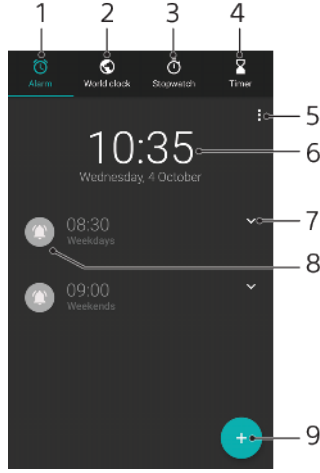 1 2 3 4
Alarm World clock Stopwatch Timer
5
10:35 6
Wednesday, 4 October
08:30 7
Weekdays
8
09:00
Weekends
+ 9